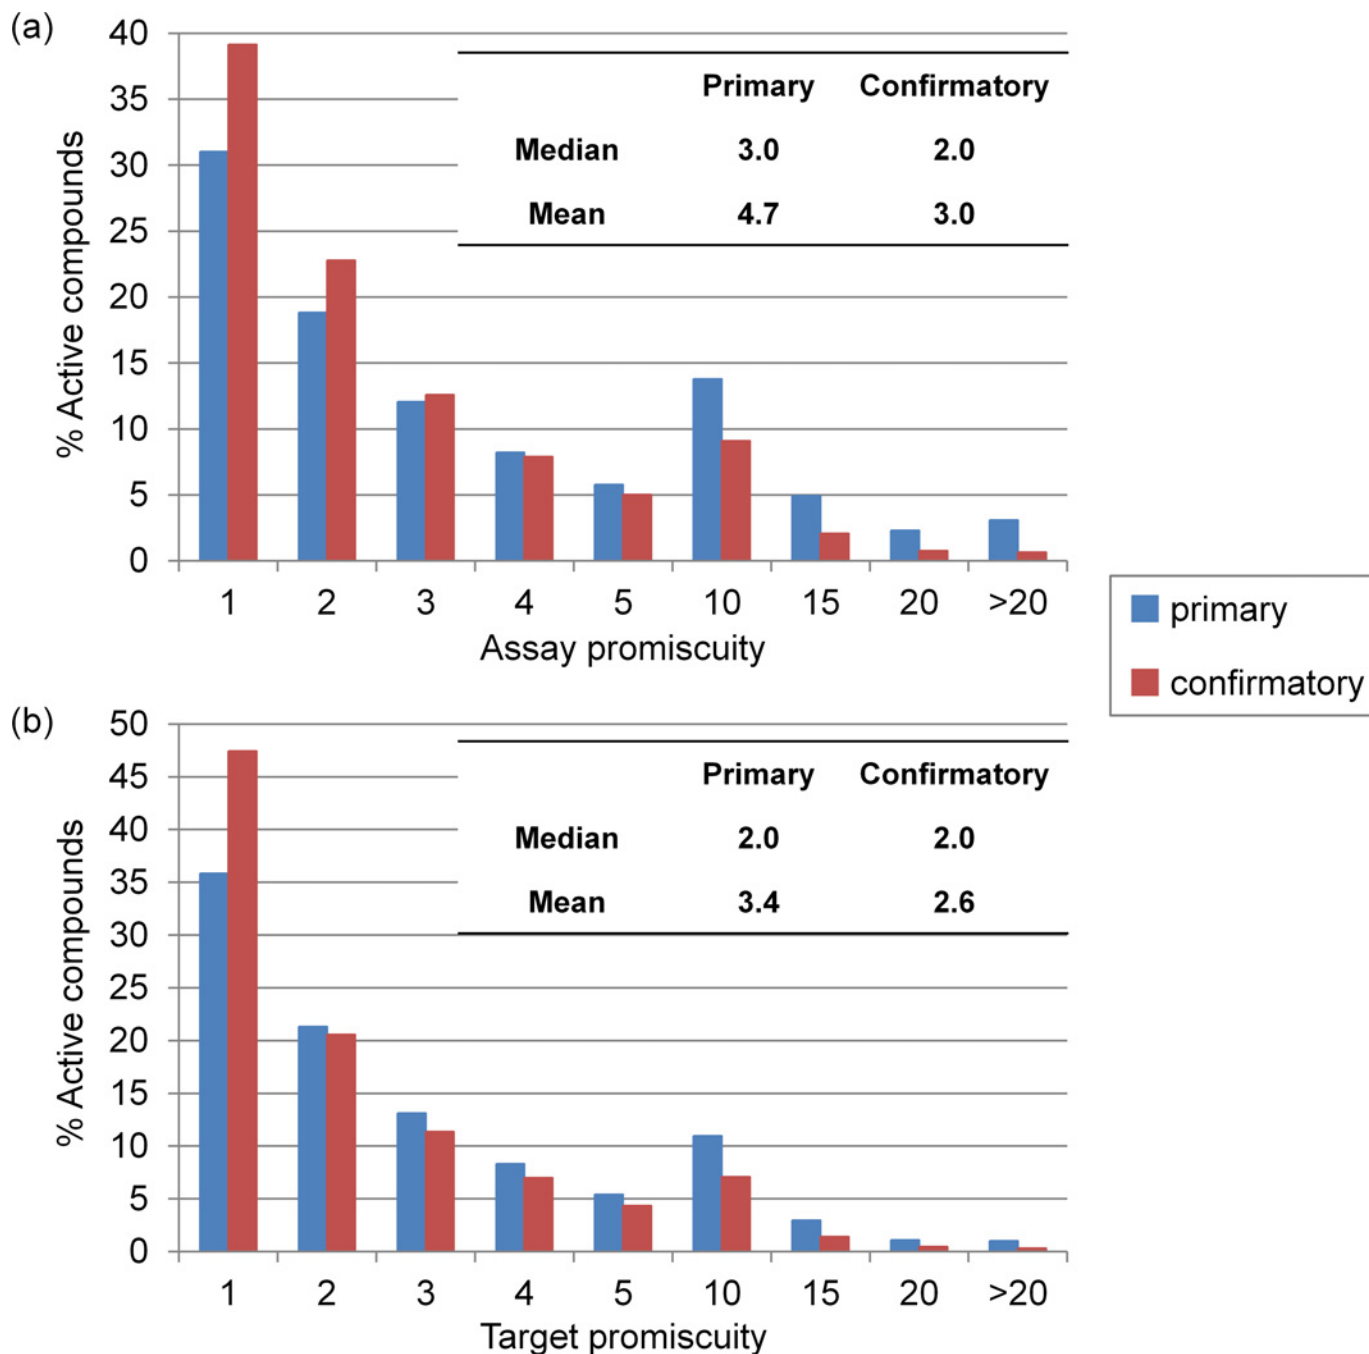 (a)
40
35
30
25
20
15
10
5
0
% Active compounds
Primary Confirmatory
Median 3.0 2.0
Mean 4.7 3.0
1 2 3 4 5 10 15 20 >20
Assay promiscuity
primary
confirmatory
(b)
50
45
40
35
30
25
20
15
10
5
0
% Active compounds
Primary Confirmatory
Median 2.0 2.0
Mean 3.4 2.6
1 2 3 4 5 10 15 20 >20
Target promiscuity